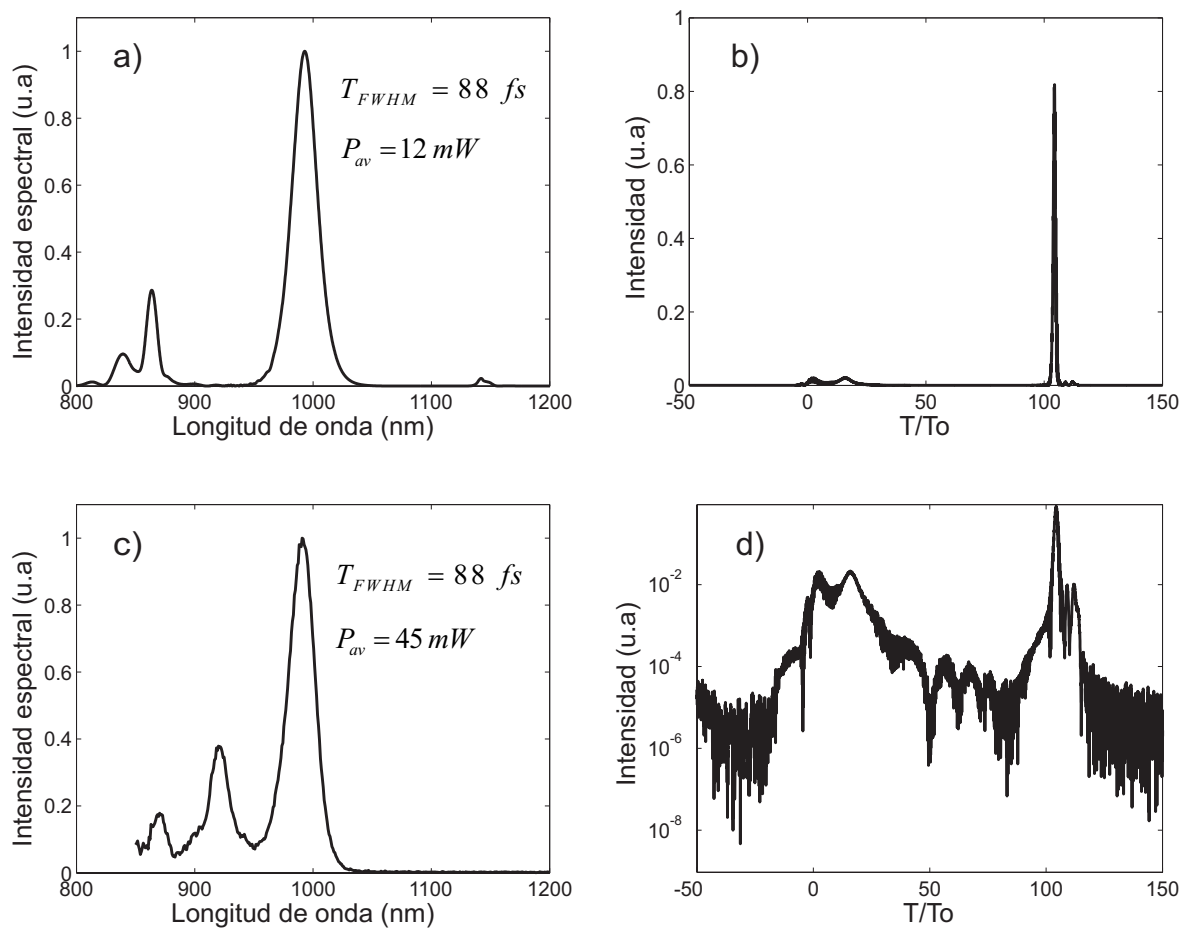 a)
T_FWHM = 88 fs
P_av = 12 mW
Intensidad espectral (u.a)
1
0.8
0.6
0.4
0.2
0
800 900 1000 1100 1200
Longitud de onda (nm)
b)
Intensidad (u.a)
1
0.8
0.6
0.4
0.2
0
-50 0 50 100 150
T/To
c)
T_FWHM = 88 fs
P_av = 45 mW
Intensidad espectral (u.a)
1
0.8
0.6
0.4
0.2
0
800 900 1000 1100 1200
Longitud de onda (nm)
d)
Intensidad (u.a)
10^-2
10^-4
10^-6
10^-8
-50 0 50 100 150
T/To